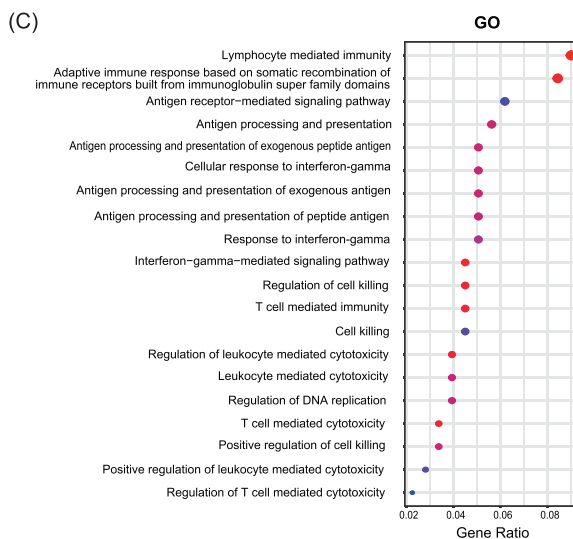 (C)
GO
Lymphocyte mediated immunity
Adaptive immune response based on somatic recombination of
immune receptors built from immunoglobulin super family domains
Antigen receptor−mediated signaling pathway
Antigen processing and presentation
Antigen processing and presentation of exogenous peptide antigen
Cellular response to interferon-gamma
Antigen processing and presentation of exogenous antigen
Antigen processing and presentation of peptide antigen
Response to interferon-gamma
Interferon−gamma−mediated signaling pathway
Regulation of cell killing
T cell mediated immunity
Cell killing
Regulation of leukocyte mediated cytotoxicity
Leukocyte mediated cytotoxicity
Regulation of DNA replication
T cell mediated cytotoxicity
Positive regulation of cell killing
Positive regulation of leukocyte mediated cytotoxicity
Regulation of T cell mediated cytotoxicity
0.02 0.04 0.06 0.08
Gene Ratio